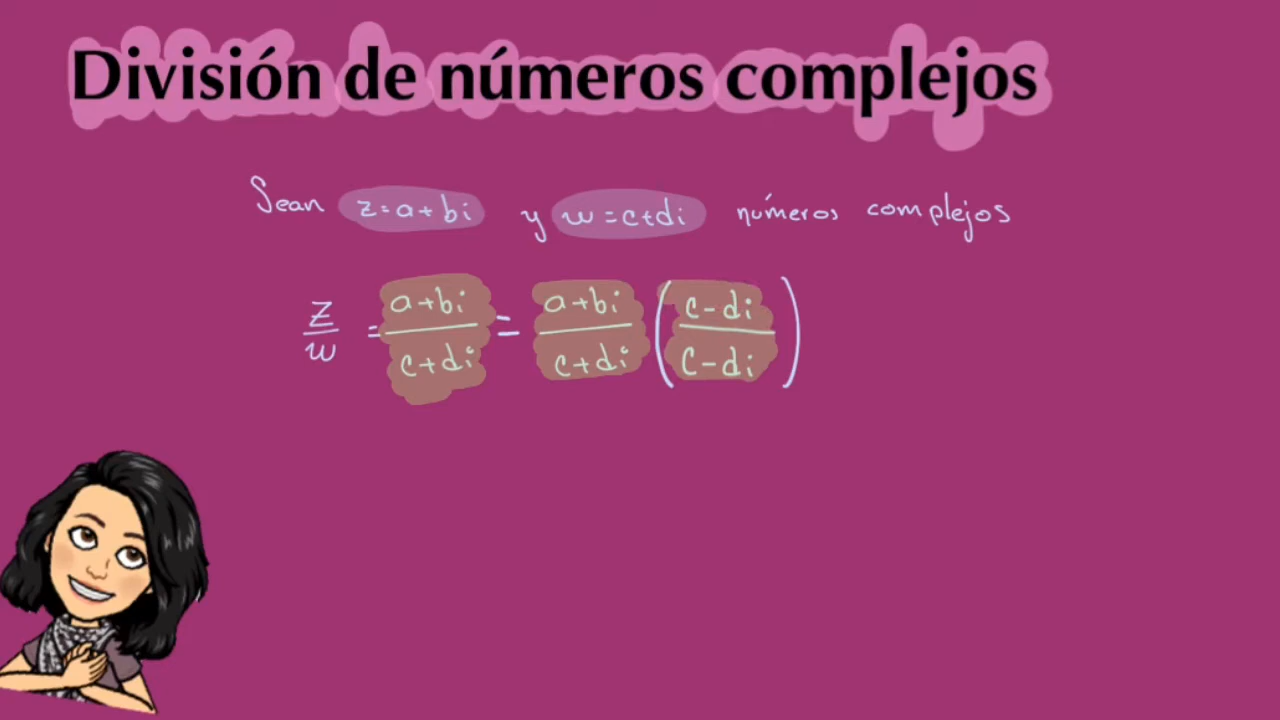 División de números complejos
Sean z=a+bi y w=c+di números complejos
z/w = a+bi/c+di = a+bi/c+di (c-di/c-di)